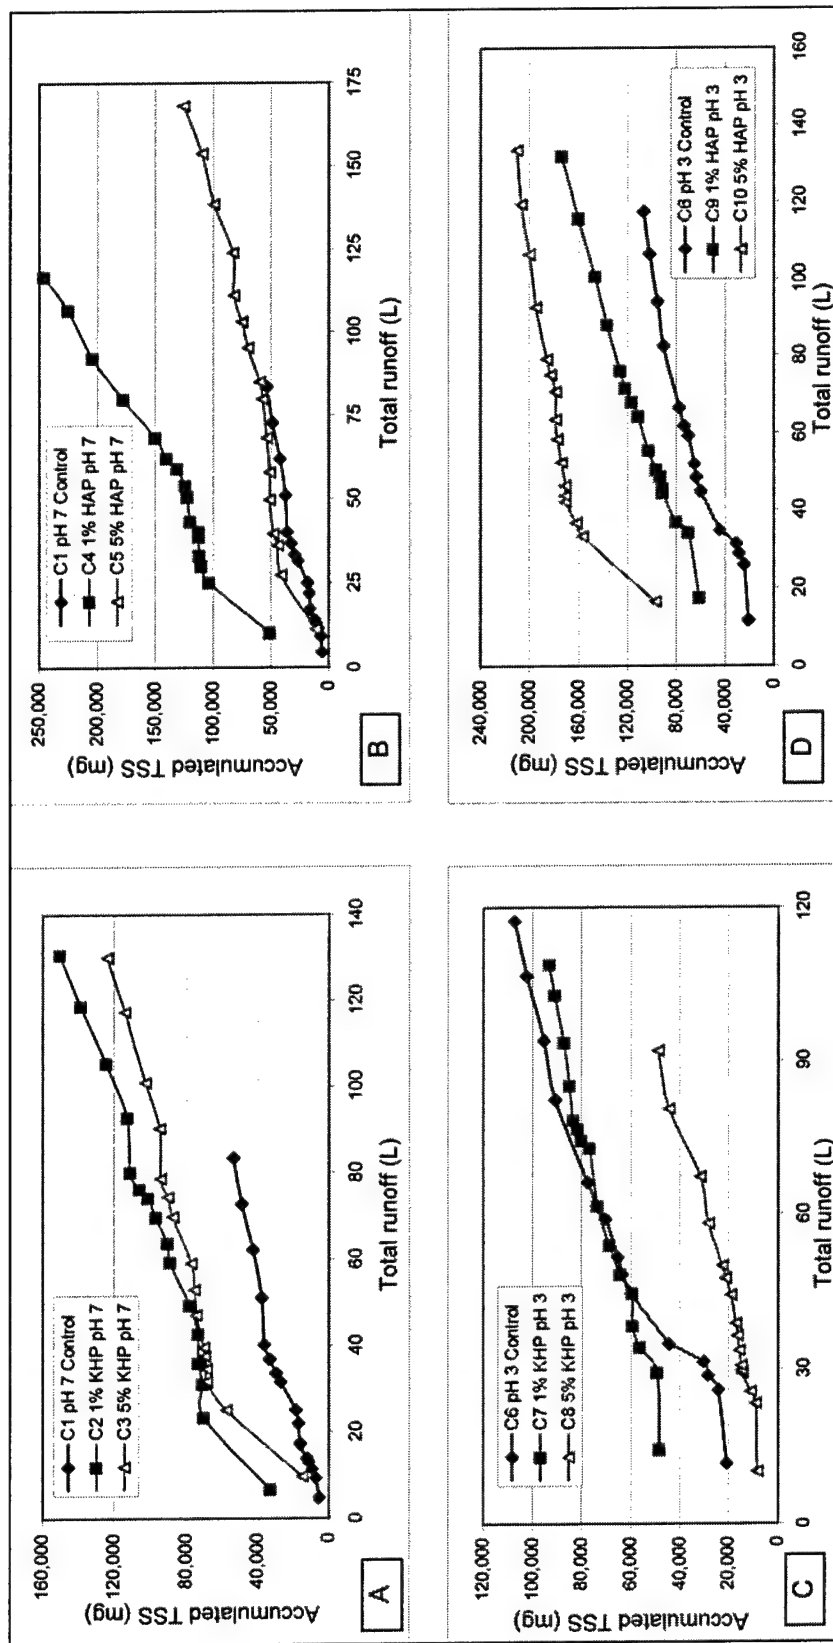 A
Accumulated TSS (mg)
160,000
120,000
80,000
40,000
0
C1 pH 7 Control
C2 1% KHP pH 7
C3 5% KHP pH 7
0 20 40 60 80 100 120 140
Total runoff (L)
B
Accumulated TSS (mg)
250,000
200,000
150,000
100,000
50,000
0
C1 pH 7 Control
C4 1% HAP pH 7
C5 5% HAP pH 7
0 25 50 75 100 125 150 175
Total runoff (L)
C
Accumulated TSS (mg)
120,000
100,000
80,000
60,000
40,000
20,000
C6 pH 3 Control
C7 1% KHP pH 3
C8 5% KHP pH 3
0 30 60 90 120
Total runoff (L)
D
Accumulated TSS (mg)
240,000
200,000
160,000
120,000
80,000
40,000
0
C6 pH 3 Control
C9 1% HAP pH 3
C10 5% HAP pH 3
0 20 40 60 80 100 120 140 160
Total runoff (L)